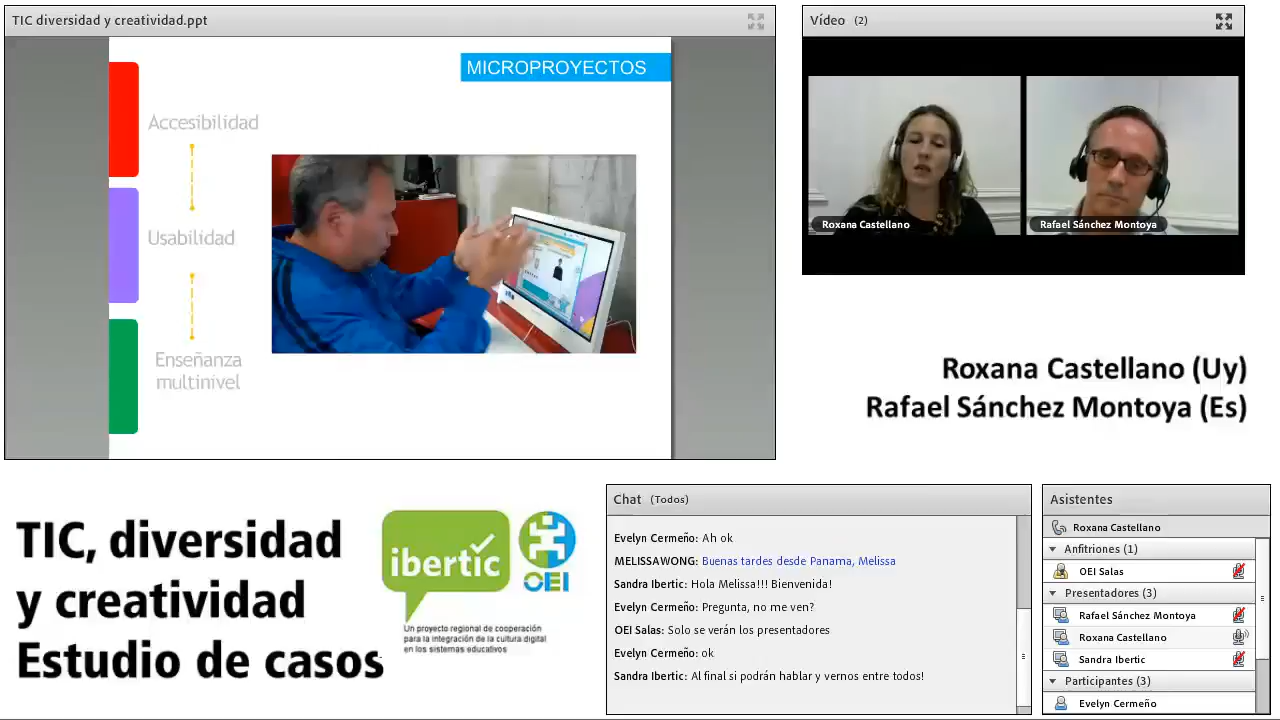 TIC diversidad y creatividad.ppt
MICROPROYECTOS
Accesibilidad
Usabilidad
Enseñanza
multinivel
Vídeo (2)
Roxana Castellano
Rafael Sánchez Montoya
Roxana Castellano (Uy)
Rafael Sánchez Montoya (Es)
TIC, diversidad
y creatividad
Estudio de casos
ibertic
OEI
Un proyecto regional de cooperación
para la integración de la cultura digital
en los sistemas educativos
Chat (Todos)
Evelyn Cermeño: Ah ok
MELISSAWONG: Buenas tardes desde Panama, Melissa
Sandra Ibertic: Hola Melissa!!! Bienvenida!
Evelyn Cermeño: Pregunta, no me ven?
OEI Salas: Solo se verán los presentadores
Evelyn Cermeño: ok
Sandra Ibertic: Al final si podrán hablar y vernos entre todos!
Asistentes
Roxana Castellano
Anfitriones (1)
OEI Salas
Presentadores (3)
Rafael Sánchez Montoya
Roxana Castellano
Sandra Ibertic
Participantes (3)
Evelyn Cermeño